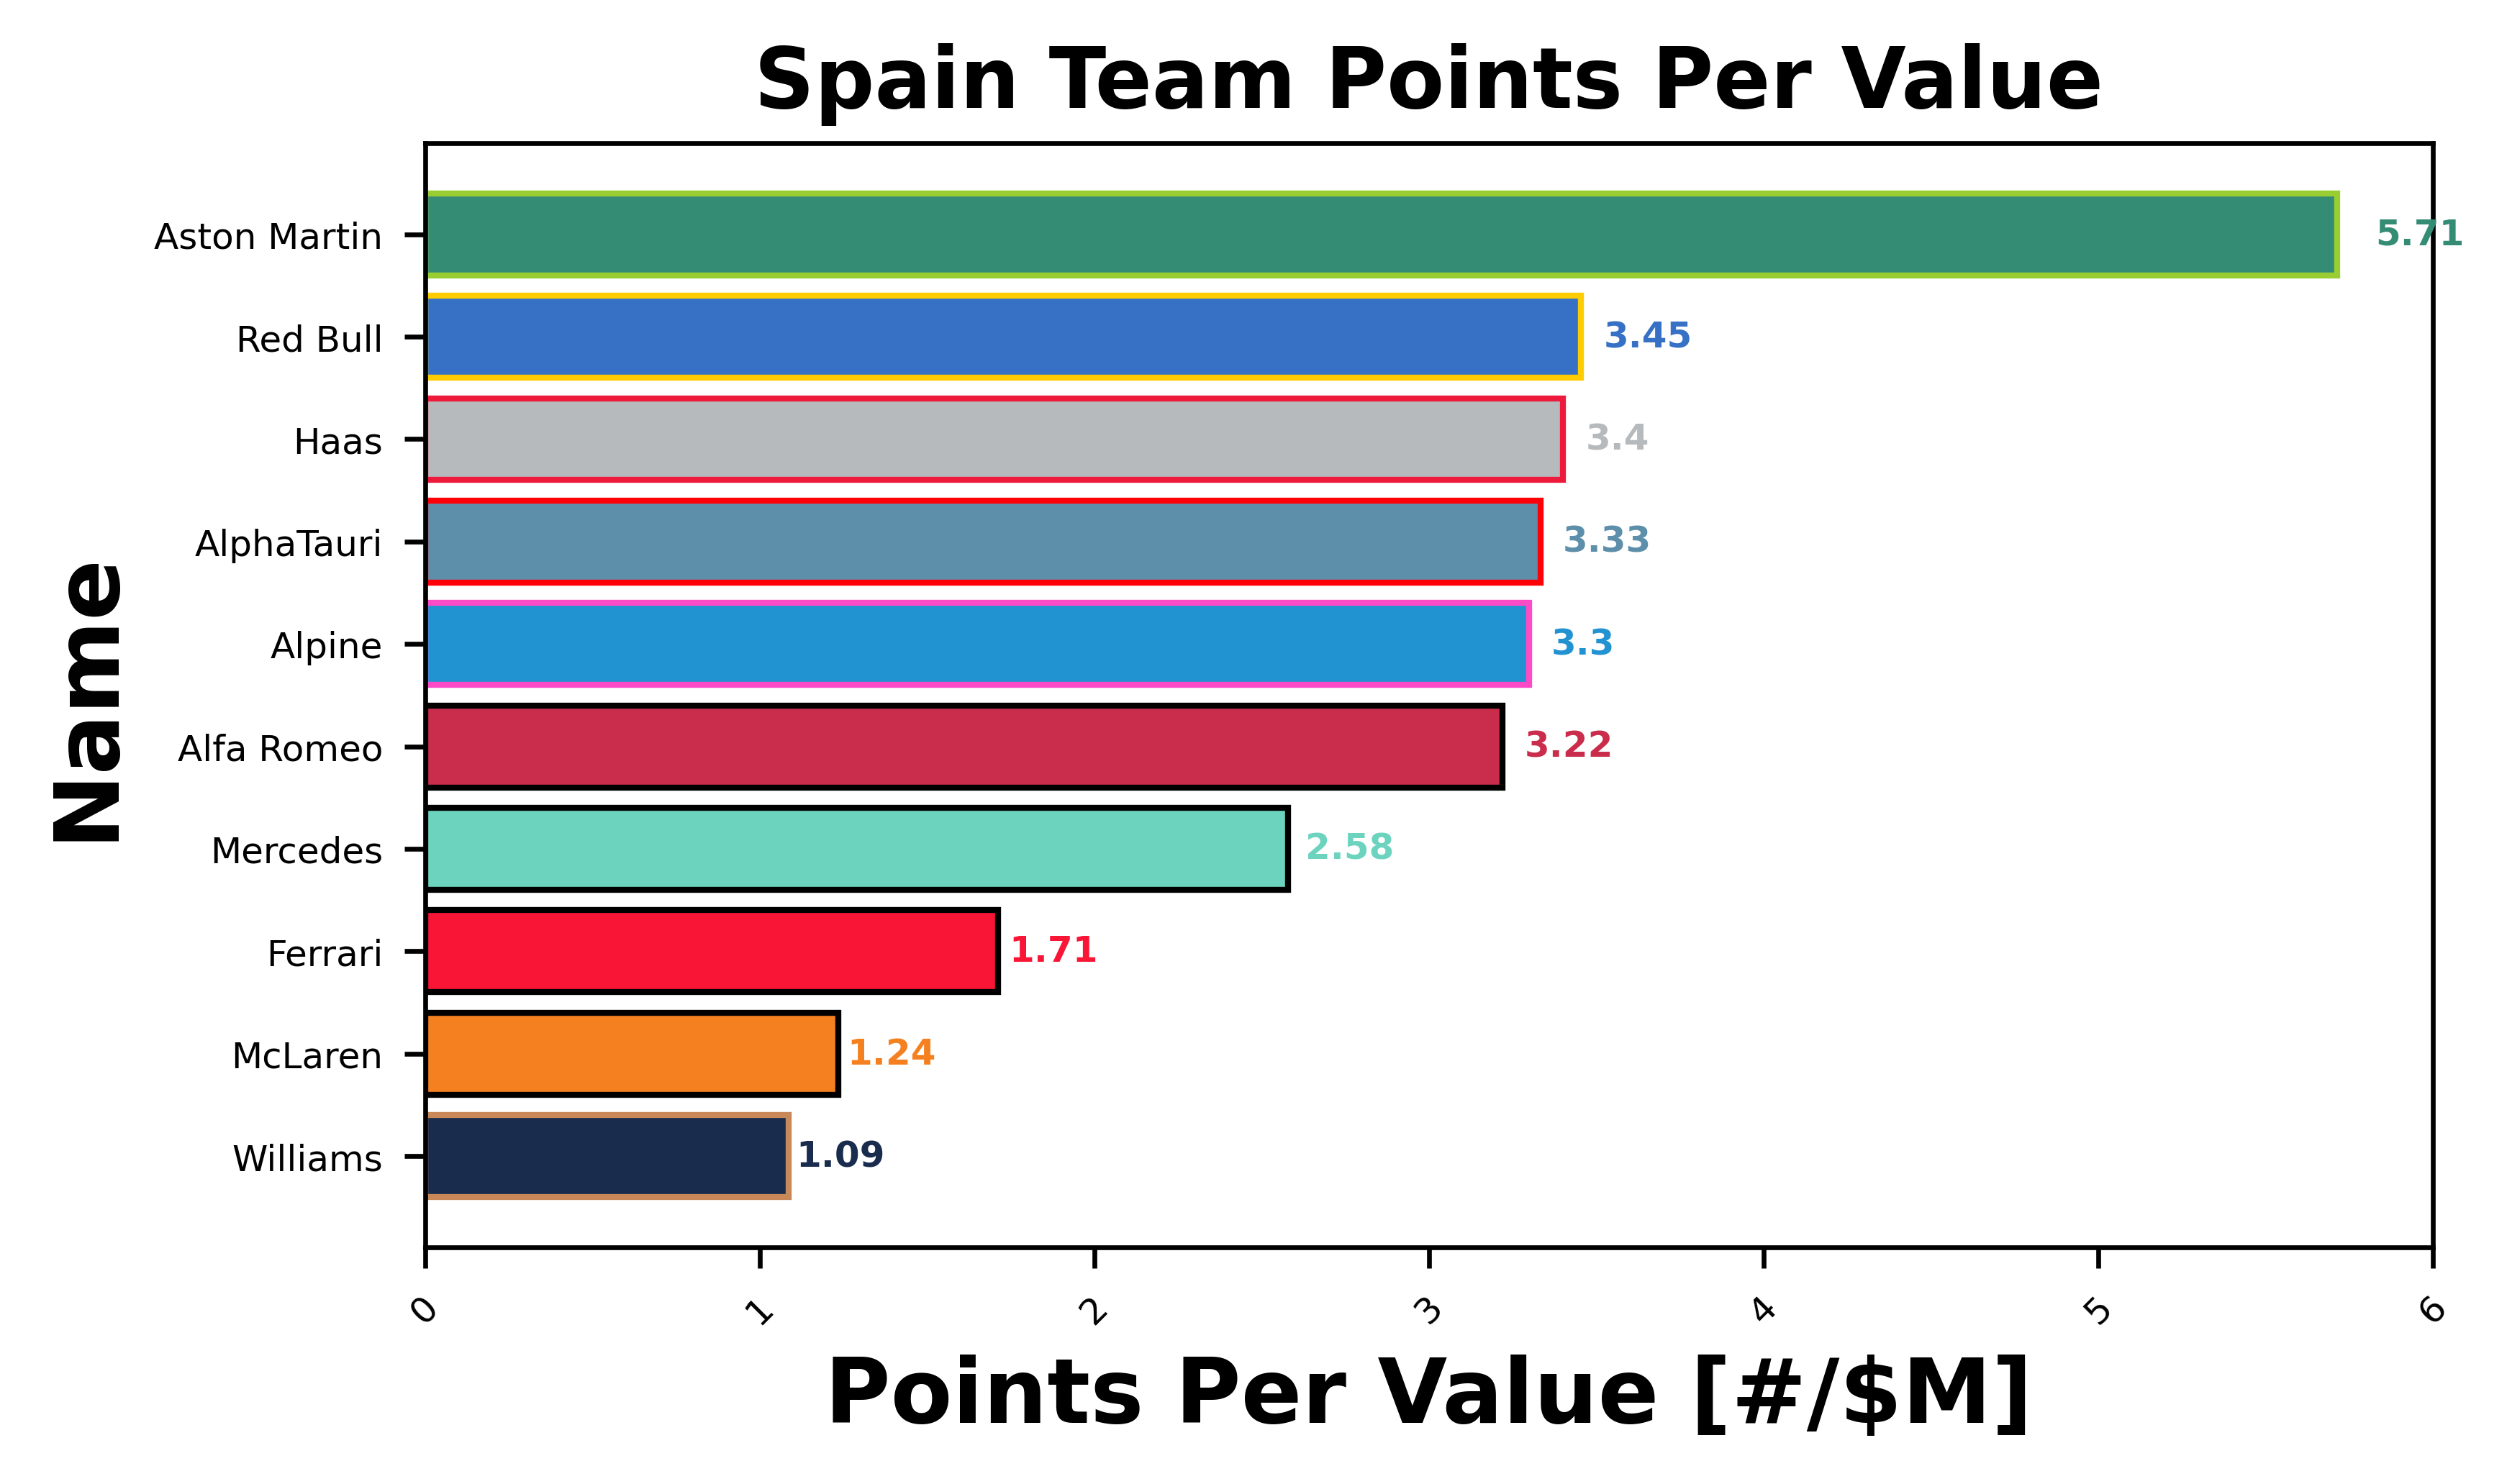 Spain Team Points Per Value
Name
Aston Martin 5.71
Red Bull 3.45
Haas 3.4
AlphaTauri 3.33
Alpine 3.3
Alfa Romeo 3.22
Mercedes 2.58
Ferrari 1.71
McLaren 1.24
Williams 1.09
0 1 2 3 4 5 6
Points Per Value [#/$M]